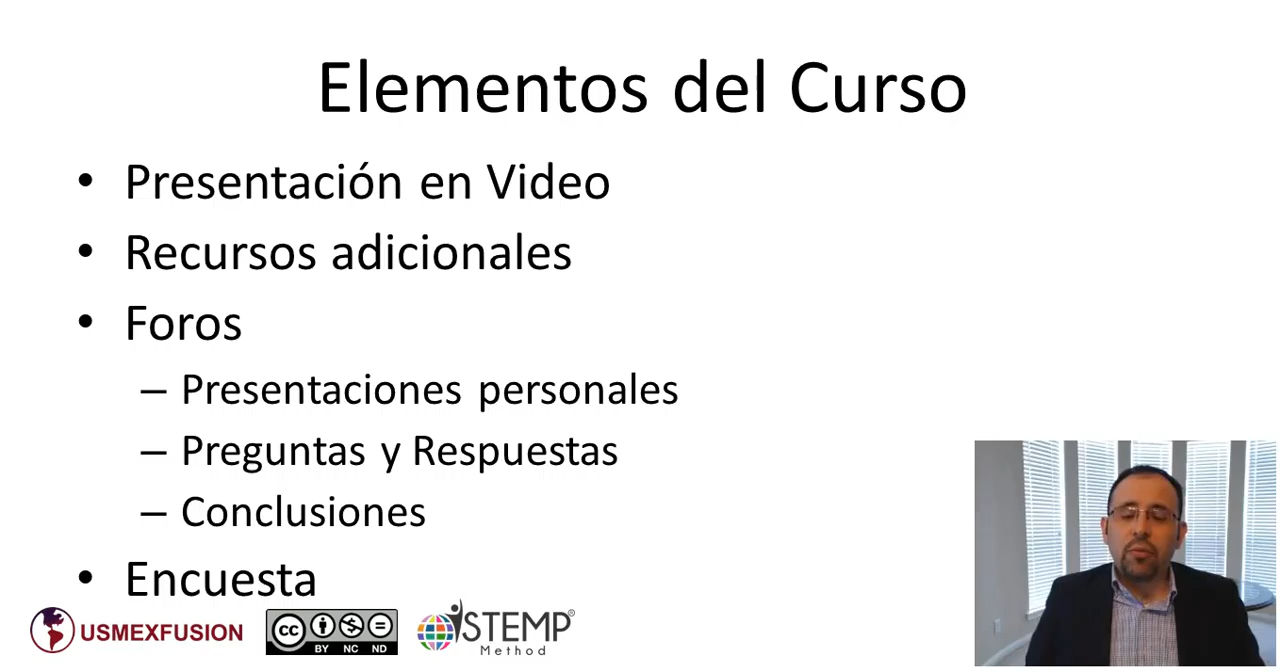 Elementos del Curso
• Presentación en Video
• Recursos adicionales
• Foros
– Presentaciones personales
– Preguntas y Respuestas
– Conclusiones
• Encuesta
USMEXFUSION
cc BY NC ND
STEMP®
Method